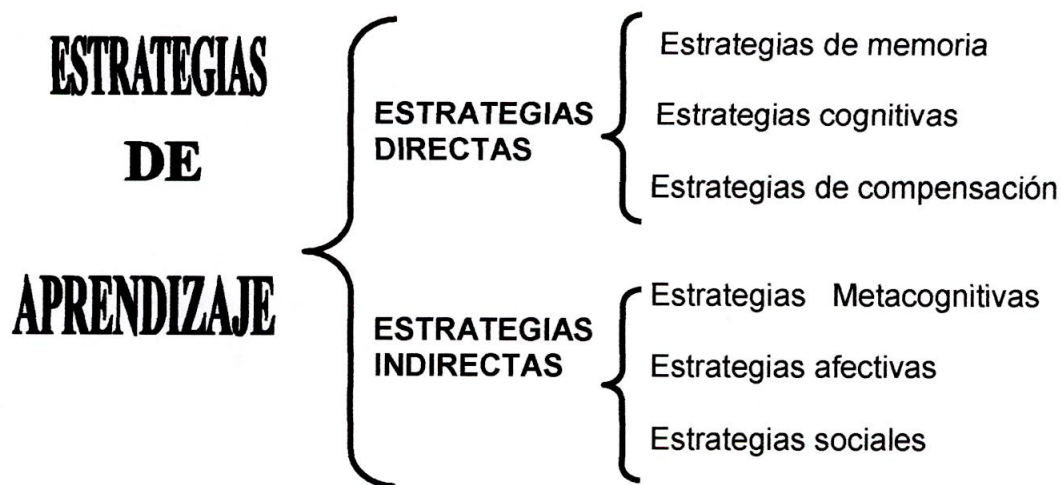 ESTRATEGIAS
DE
APRENDIZAJE
ESTRATEGIAS
DIRECTAS
Estrategias de memoria
Estrategias cognitivas
Estrategias de compensación
ESTRATEGIAS
INDIRECTAS
Estrategias Metacognitivas
Estrategias afectivas
Estrategias sociales